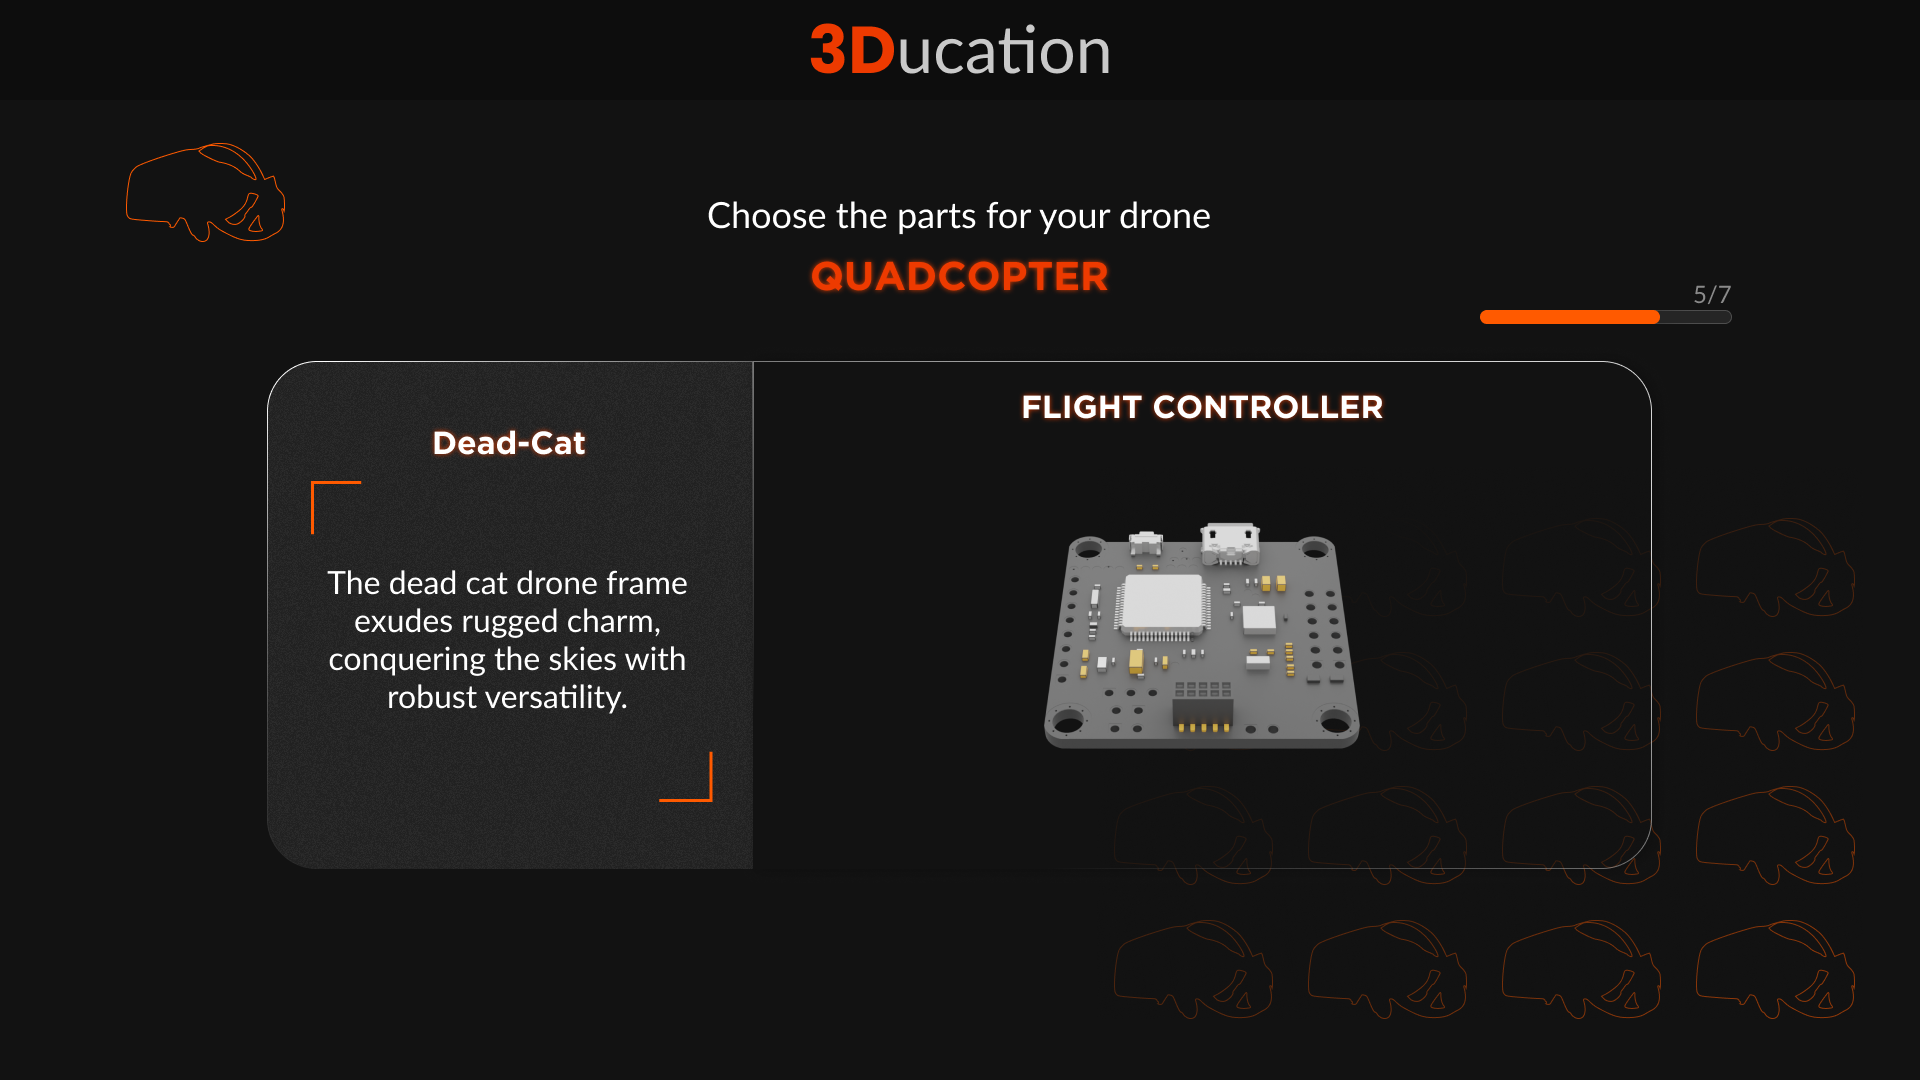 3Ducation
Choose the parts for your drone
QUADCOPTER
5/7
Dead-Cat
The dead cat drone frame
exudes rugged charm,
conquering the skies with
robust versatility.
FLIGHT CONTROLLER